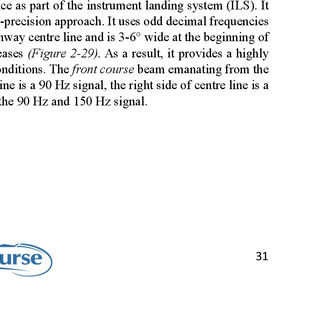 ce as part of the instrument landing system (ILS). It
-precision approach. It uses odd decimal frequencies
nway centre line and is 3-6° wide at the beginning of
eases (Figure 2-29). As a result, it provides a highly
onditions. The front course beam emanating from the
ine is a 90 Hz signal, the right side of centre line is a
the 90 Hz and 150 Hz signal.
urse
31